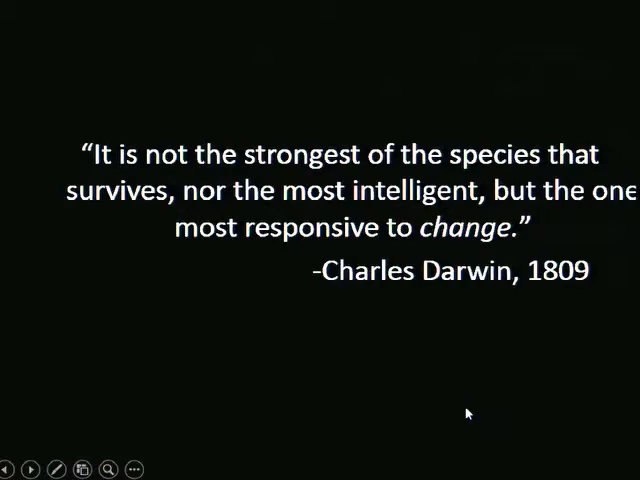 “It is not the strongest of the species that
survives, nor the most intelligent, but the one
most responsive to change.”
-Charles Darwin, 1809